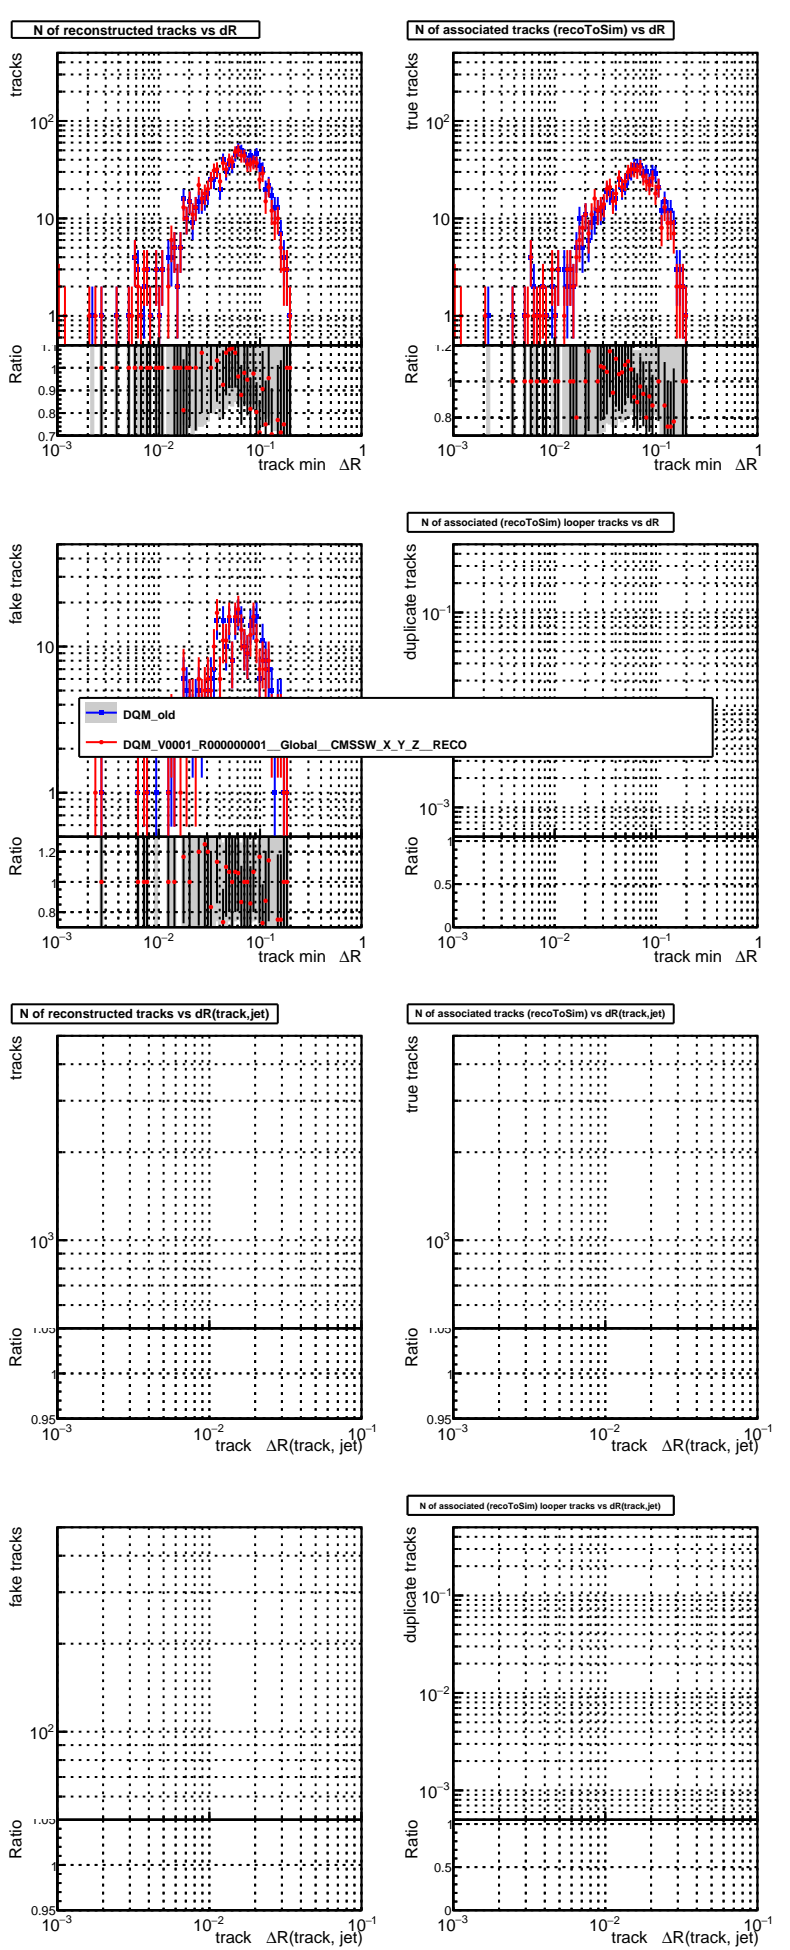 N of reconstructed tracks vs dR
tracks
10²
10
1
Ratio
1.1
1
0.9
0.8
0.7
10⁻³ 10⁻² 10⁻¹ 1
track min ΔR
N of associated tracks (recoToSim) vs dR
true tracks
10²
10
1
Ratio
1.2
1
0.8
10⁻³ 10⁻² 10⁻¹ 1
track min ΔR
fake tracks
10
1
Ratio
1.2
1
0.8
10⁻³ 10⁻² 10⁻¹ 1
track min ΔR
N of associated (recoToSim) looper tracks vs dR
duplicate tracks
10⁻¹
10⁻³
Ratio
1
0.5
0
10⁻³ 10⁻² 10⁻¹ 1
track min ΔR
DQM_old
DQM_V0001_R000000001__Global__CMSSW_X_Y_Z__RECO
N of reconstructed tracks vs dR(track,jet)
tracks
10³
Ratio
1.05
1
0.95
10⁻³ 10⁻² 10⁻¹
track ΔR(track, jet)
N of associated tracks (recoToSim) vs dR(track,jet)
true tracks
10³
Ratio
1.05
1
0.95
10⁻³ 10⁻² 10⁻¹
track ΔR(track, jet)
fake tracks
10²
Ratio
1.05
1
0.95
10⁻³ 10⁻² 10⁻¹
track ΔR(track, jet)
N of associated (recoToSim) looper tracks vs dR(track,jet)
duplicate tracks
10⁻¹
10⁻²
10⁻³
Ratio
1
0.5
0
10⁻³ 10⁻² 10⁻¹
track ΔR(track, jet)